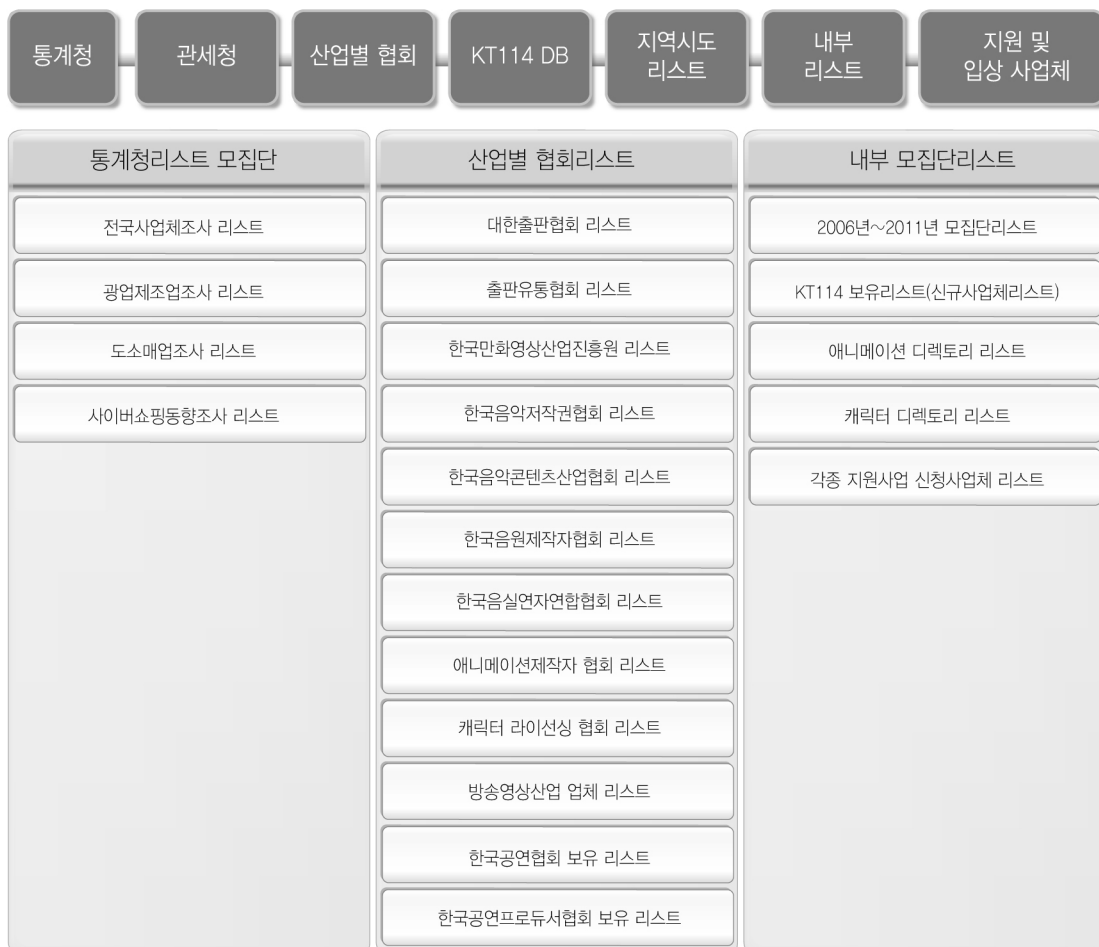 통계청
관세청
산업별 협회
KT114 DB
지역시도
리스트
내부
리스트
지원 및
입상 사업체
통계청리스트 모집단
전국사업체조사 리스트
광업제조업조사 리스트
도소매업조사 리스트
사이버쇼핑동향조사 리스트
산업별 협회리스트
대한출판협회 리스트
출판유통협회 리스트
한국만화영상산업진흥원 리스트
한국음악저작권협회 리스트
한국음악콘텐츠산업협회 리스트
한국음원제작자협회 리스트
한국음실연자연합협회 리스트
애니메이션제작자 협회 리스트
캐릭터 라이선싱 협회 리스트
방송영상산업 업체 리스트
한국공연협회 보유 리스트
한국공연프로듀서협회 보유 리스트
내부 모집단리스트
2006년~2011년 모집단리스트
KT114 보유리스트(신규사업체리스트)
애니메이션 디렉토리 리스트
캐릭터 디렉토리 리스트
각종 지원사업 신청사업체 리스트